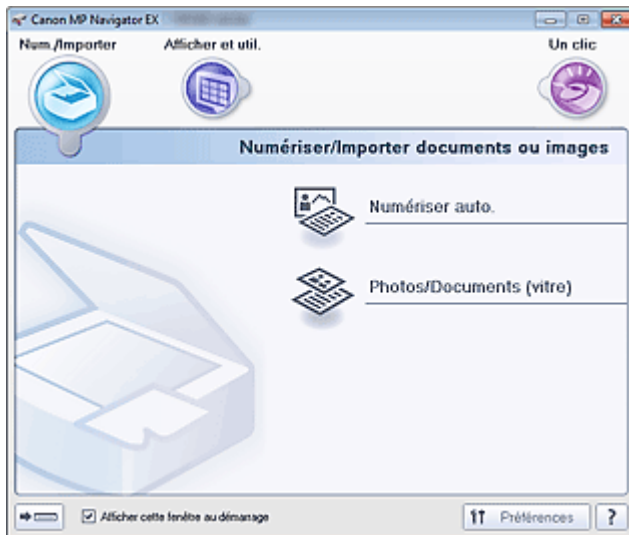 Canon MP Navigator EX
Num./Importer
Afficher et util.
Un clic
Numériser/Importer documents ou images
Numériser auto.
Photos/Documents (vitre)
Afficher cette fenêtre au démarrage
Préférences
?